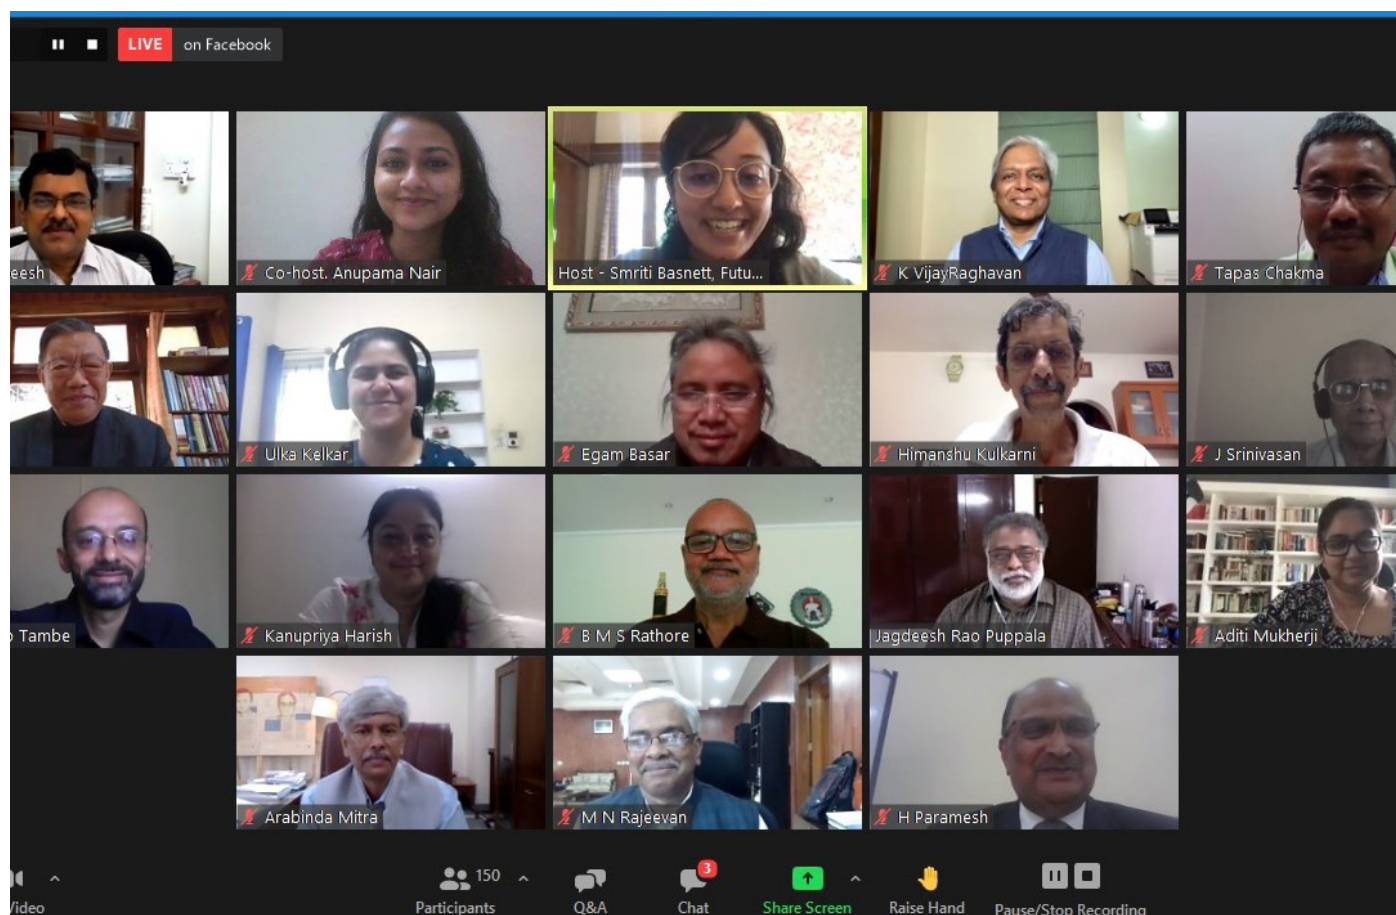 LIVE on Facebook
eesh
Co-host. Anupama Nair
Host - Smriti Basnett, Futu...
K VijayRaghavan
Tapas Chakma
Ulka Kelkar
Egam Basar
Himanshu Kulkarni
J Srinivasan
Tambe
Kanupriya Harish
B M S Rathore
Jagdeesh Rao Puppala
Aditi Mukherji
Arabinda Mitra
M N Rajeevan
H Paramesh
150
3
Video
Participants
Q&A
Chat
Share Screen
Raise Hand
Pause/Stop Recording